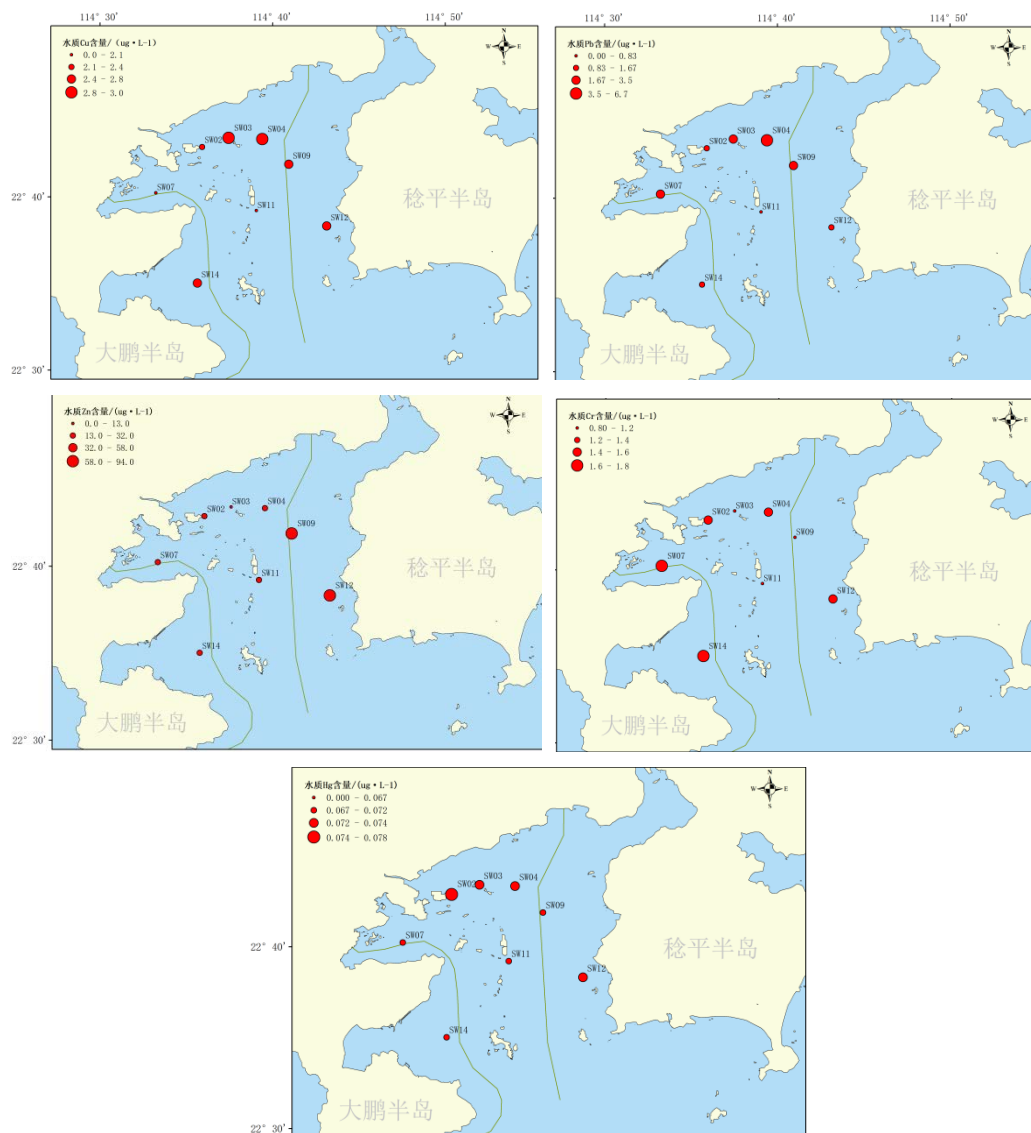 114° 30'
114° 40'
114° 50'
水质Cu含量/(ug·L-1)
0.0 - 2.1
2.1 - 2.4
2.4 - 2.8
2.8 - 3.0
N
W
E
S
SW03
SW04
SW02
SW09
SW07
22° 40'
SW11
SW12
SW14
稔平半岛
大鹏半岛
22° 30'
114° 30'
114° 40'
114° 50'
水质Pb含量/(ug·L-1)
0.00 - 0.83
0.83 - 1.67
1.67 - 3.5
3.5 - 6.7
N
W
E
S
SW03
SW04
SW02
SW09
SW07
SW11
SW12
SW14
稔平半岛
大鹏半岛
水质Zn含量/(ug·L-1)
0.0 - 13.0
13.0 - 32.0
32.0 - 58.0
58.0 - 94.0
N
W
E
S
SW03
SW04
SW02
SW09
SW07
22° 40'
SW11
SW12
SW14
稔平半岛
大鹏半岛
22° 30'
水质Cr含量/(ug·L-1)
0.80 - 1.2
1.2 - 1.4
1.4 - 1.6
1.6 - 1.8
N
W
E
S
SW03
SW04
SW02
SW09
SW07
SW11
SW12
SW14
稔平半岛
大鹏半岛
水质Hg含量/(ug·L-1)
0.000 - 0.067
0.067 - 0.072
0.072 - 0.074
0.074 - 0.078
N
W
E
S
SW03
SW04
SW02
SW09
SW07
22° 40'
SW11
SW12
SW14
稔平半岛
大鹏半岛
22° 30'